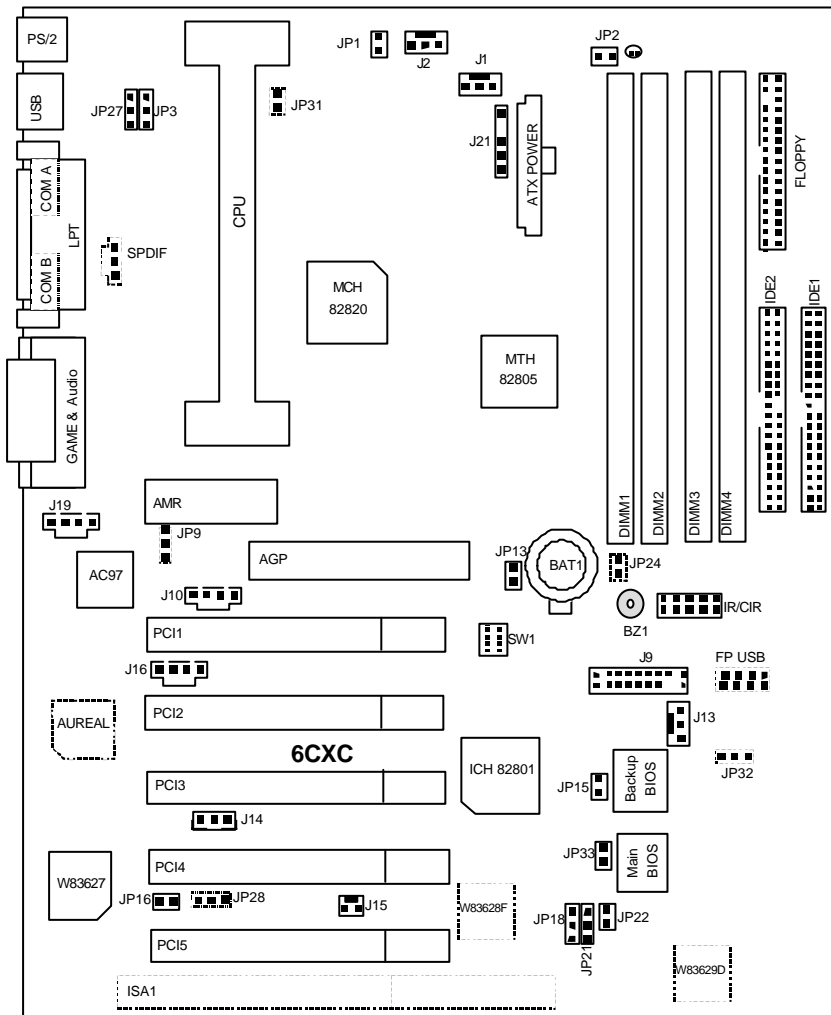 PS/2
JP1
J2
JP2
J1
USB
JP27
JP3
JP31
J21
ATX POWER
FLOPPY
COM A
LPT
CPU
COM B
SPDIF
MCH
82820
IDE2
IDE1
MTH
82805
GAME & Audio
AMR
DIMM1
DIMM2
DIMM3
DIMM4
J19
JP9
AGP
JP13
BAT1
JP24
AC97
J10
IR/CIR
BZ1
PCI1
SW1
J16
J9
FP USB
PCI2
AUREAL
J13
6CXC
ICH 82801
JP15
Backup
BIOS
JP32
PCI3
J14
W83627
PCI4
JP33
Main
BIOS
JP16
JP28
J15
W83628F
JP18
JP21
JP22
PCI5
W83629D
ISA1